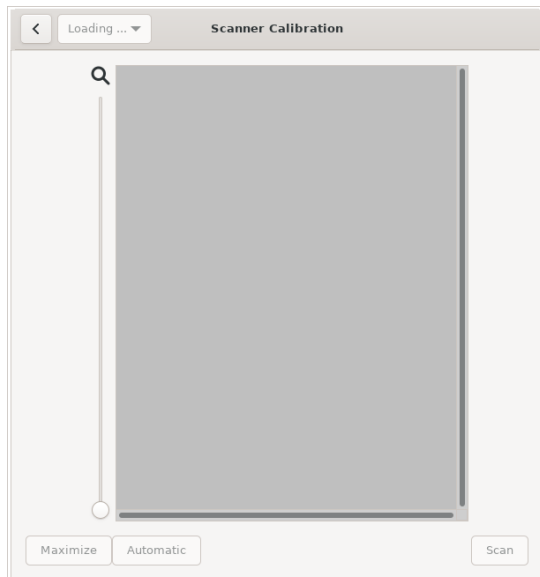 Loading ...
Scanner Calibration
Maximize
Automatic
Scan